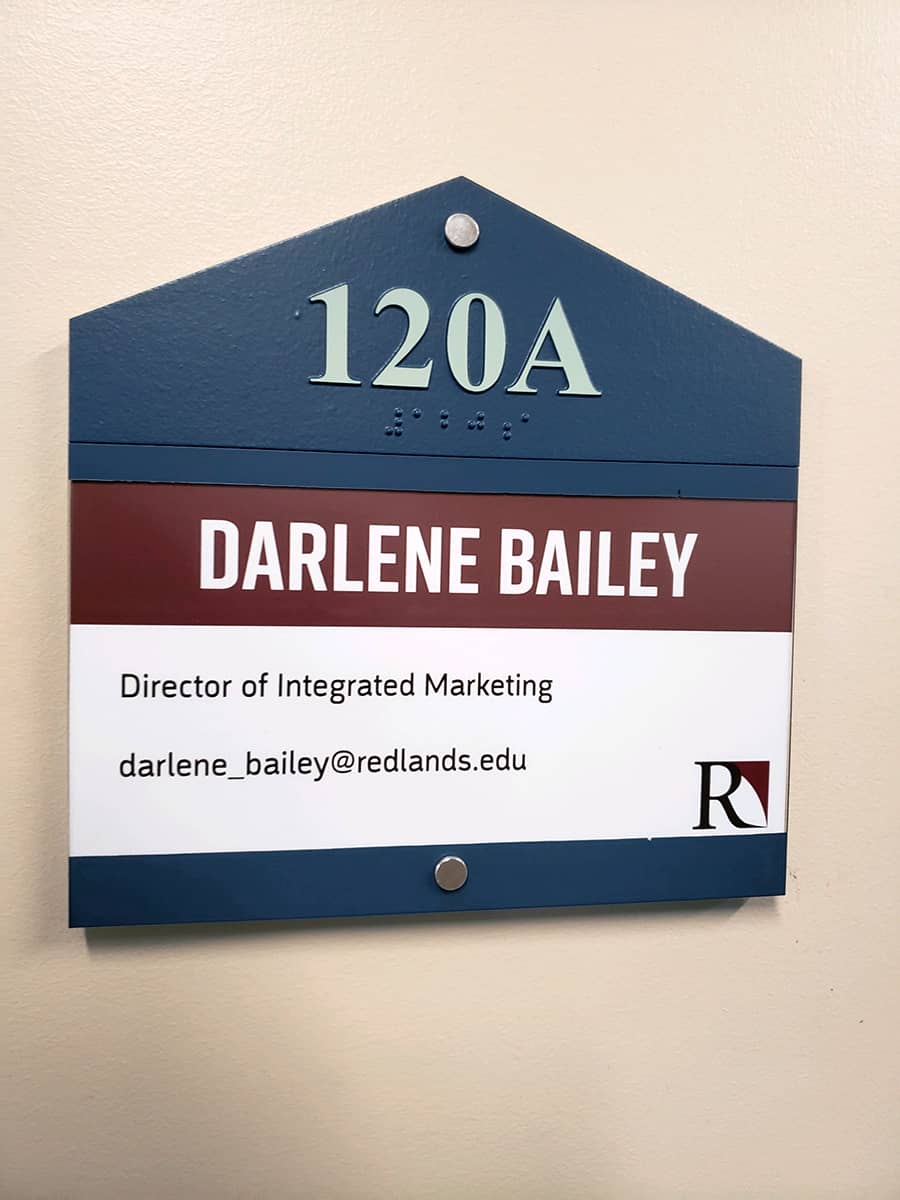 120A
DARLENE BAILEY
Director of Integrated Marketing
darlene_bailey@redlands.edu
R